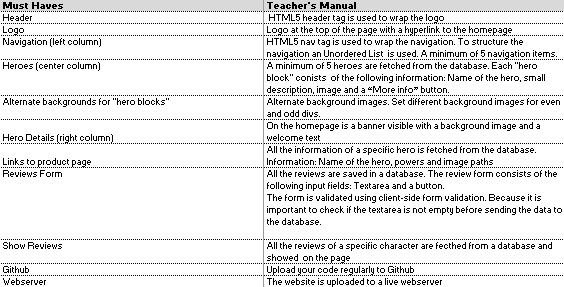 Must Haves Teacher's Manual
Header HTML5 header tag is used to wrap the logo
Logo Logo at the top of the page with a hyperlink to the homepage
Navigation (left column) HTML5 nav tag is used to wrap the navigation. To structure the
navigation an Unordered List is used. A minimum of 5 navigation items.
Heroes (center column) A minimum of 5 heroes are fetched from the database. Each "hero
block" conists of the following information: Name of the hero, small
description, image and a "More info" button.
Alternate backgrounds for "hero blocks" Alternate background images. Set different background images for even
and odd divs.
On the homepage is a banner visible with a background image and a
Hero Details (right column) welcome text
All the information of a specific hero is fetched from the database.
Links to product page Information: Name of the hero, powers and image paths
Reviews Form All the reviews are saved in a database. The review form consists of the
following input fields: Textarea and a button.
The form is validated using client-side form validation. Because it is
important to check if the textarea is not empty before sending the data to
the database.
Show Reviews All the reviews of a specific character are fecthed from a database and
showed on the page
Github Upload your code regularly to Github
Webserver The website is uploaded to a live webserver